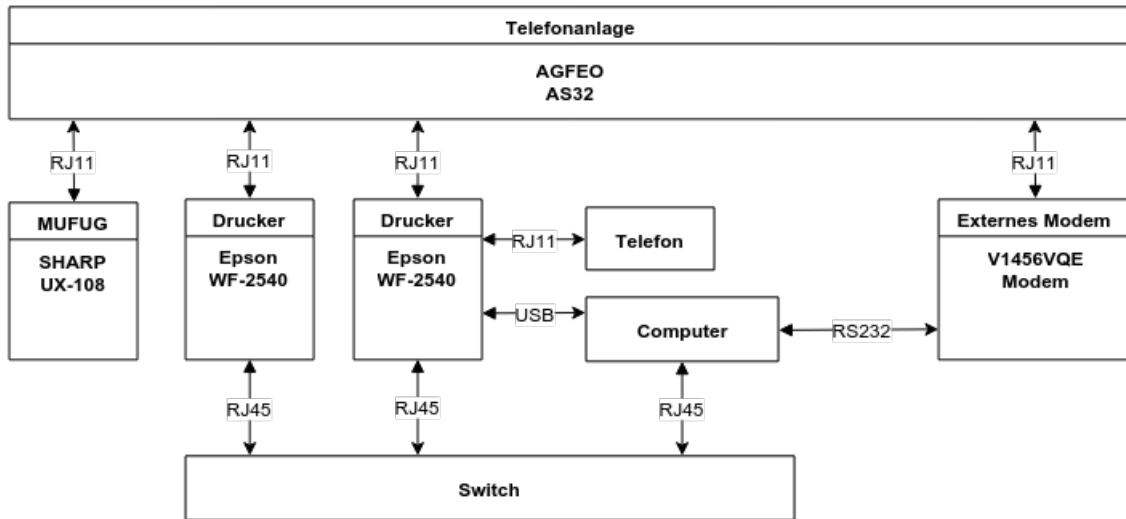 Telefonanlage
AGFEO
AS32
RJ11
RJ11
RJ11
RJ11
MUFUG
SHARP
UX-108
Drucker
Epson
WF-2540
Drucker
Epson
WF-2540
RJ11
Telefon
Externes Modem
V1456VQE
Modem
USB
Computer
RS232
RJ45
RJ45
RJ45
Switch